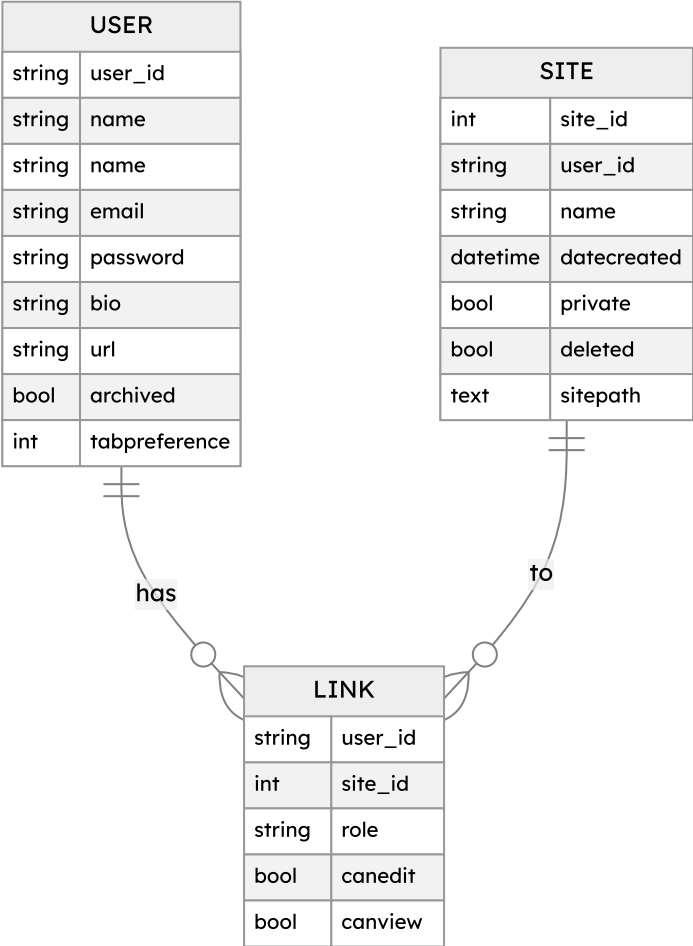 USER
string user_id
string name
string name
string email
string password
string bio
string url
bool archived
int tabpreference
SITE
int site_id
string user_id
string name
datetime datecreated
bool private
bool deleted
text sitepath
has
to
LINK
string user_id
int site_id
string role
bool canedit
bool canview